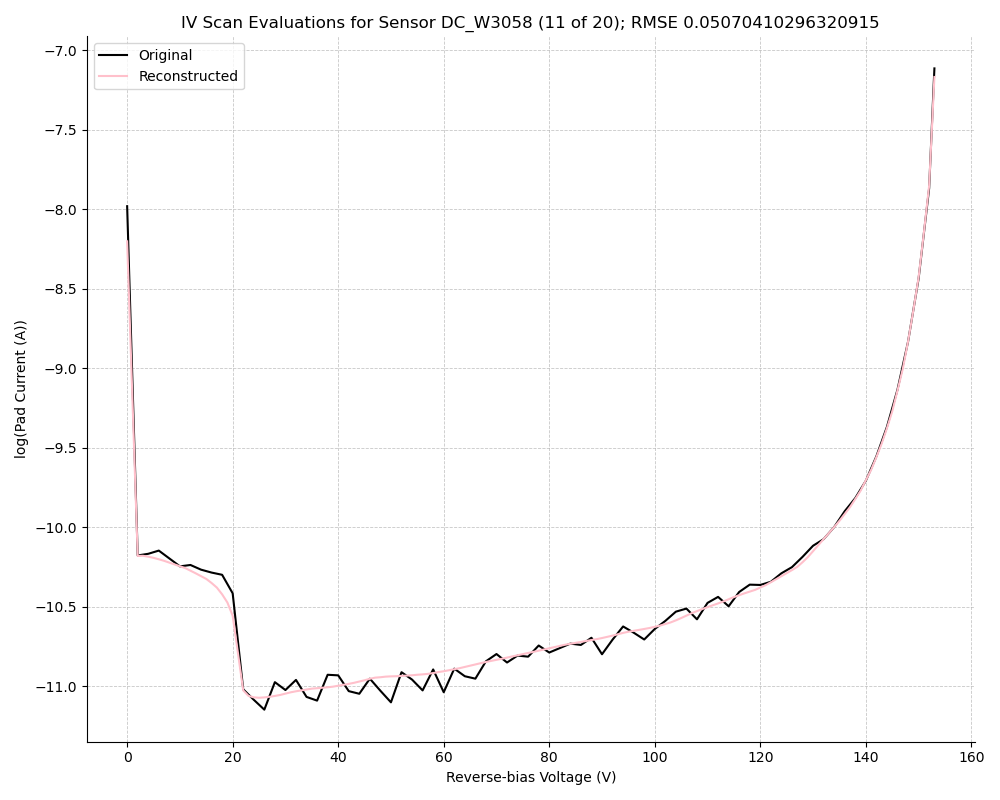 IV Scan Evaluations for Sensor DC_W3058 (11 of 20); RMSE 0.05070410296320915
Original
Reconstructed
−7.0
−7.5
−8.0
−8.5
−9.0
−9.5
−10.0
−10.5
−11.0
log(Pad Current (A))
0 20 40 60 80 100 120 140 160
Reverse-bias Voltage (V)